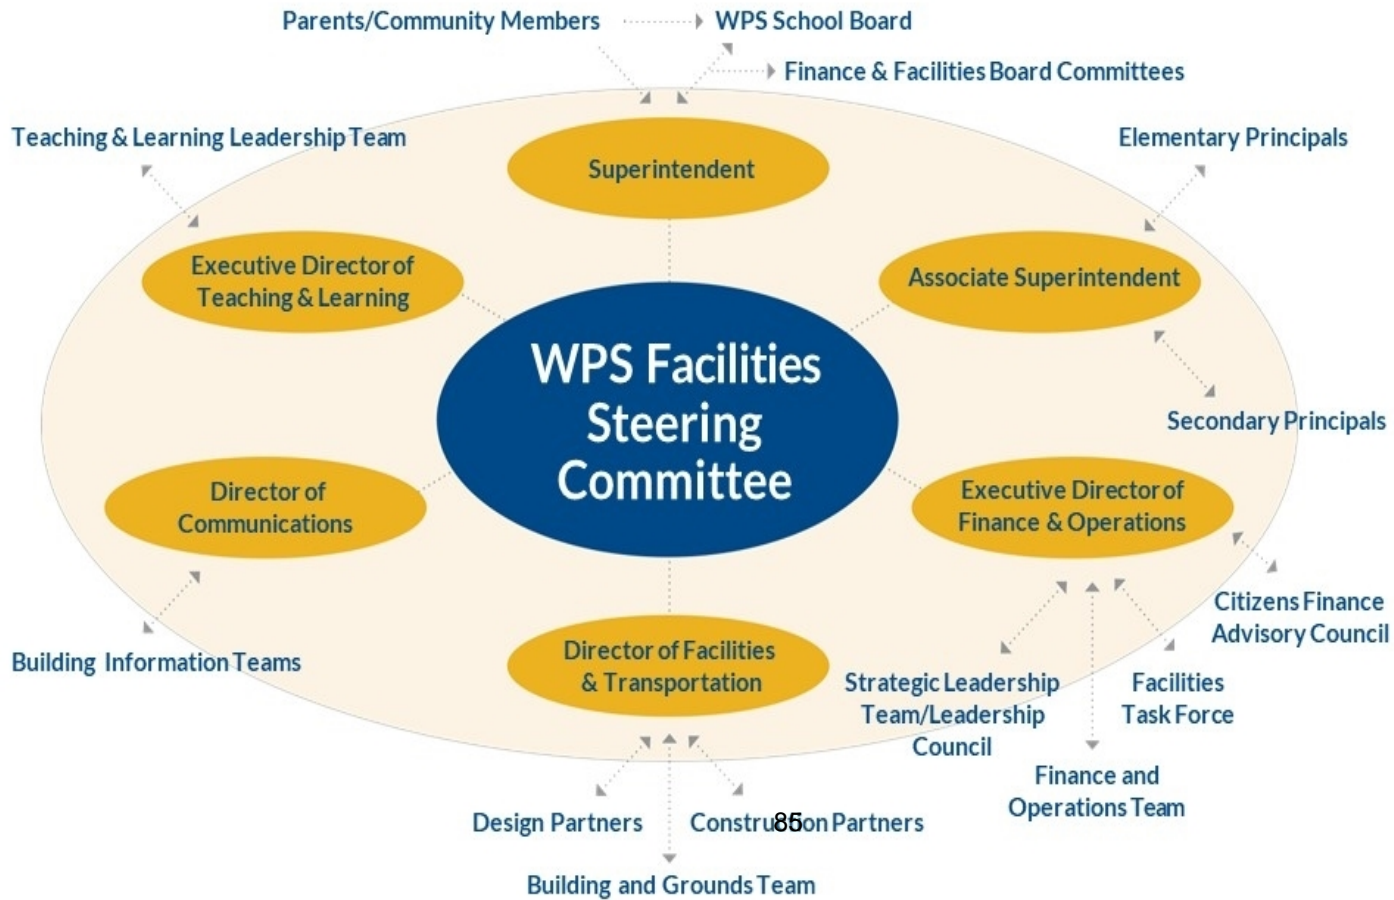 Parents/Community Members
WPS School Board
Finance & Facilities Board Committees
Teaching & Learning Leadership Team
Elementary Principals
Superintendent
Executive Director of
Teaching & Learning
Associate Superintendent
WPS Facilities
Steering
Committee
Secondary Principals
Director of
Communications
Executive Director of
Finance & Operations
Citizens Finance
Advisory Council
Building Information Teams
Director of Facilities
& Transportation
Strategic Leadership
Team/Leadership
Council
Facilities
Task Force
Finance and
Operations Team
Design Partners
Construction Partners
Building and Grounds Team